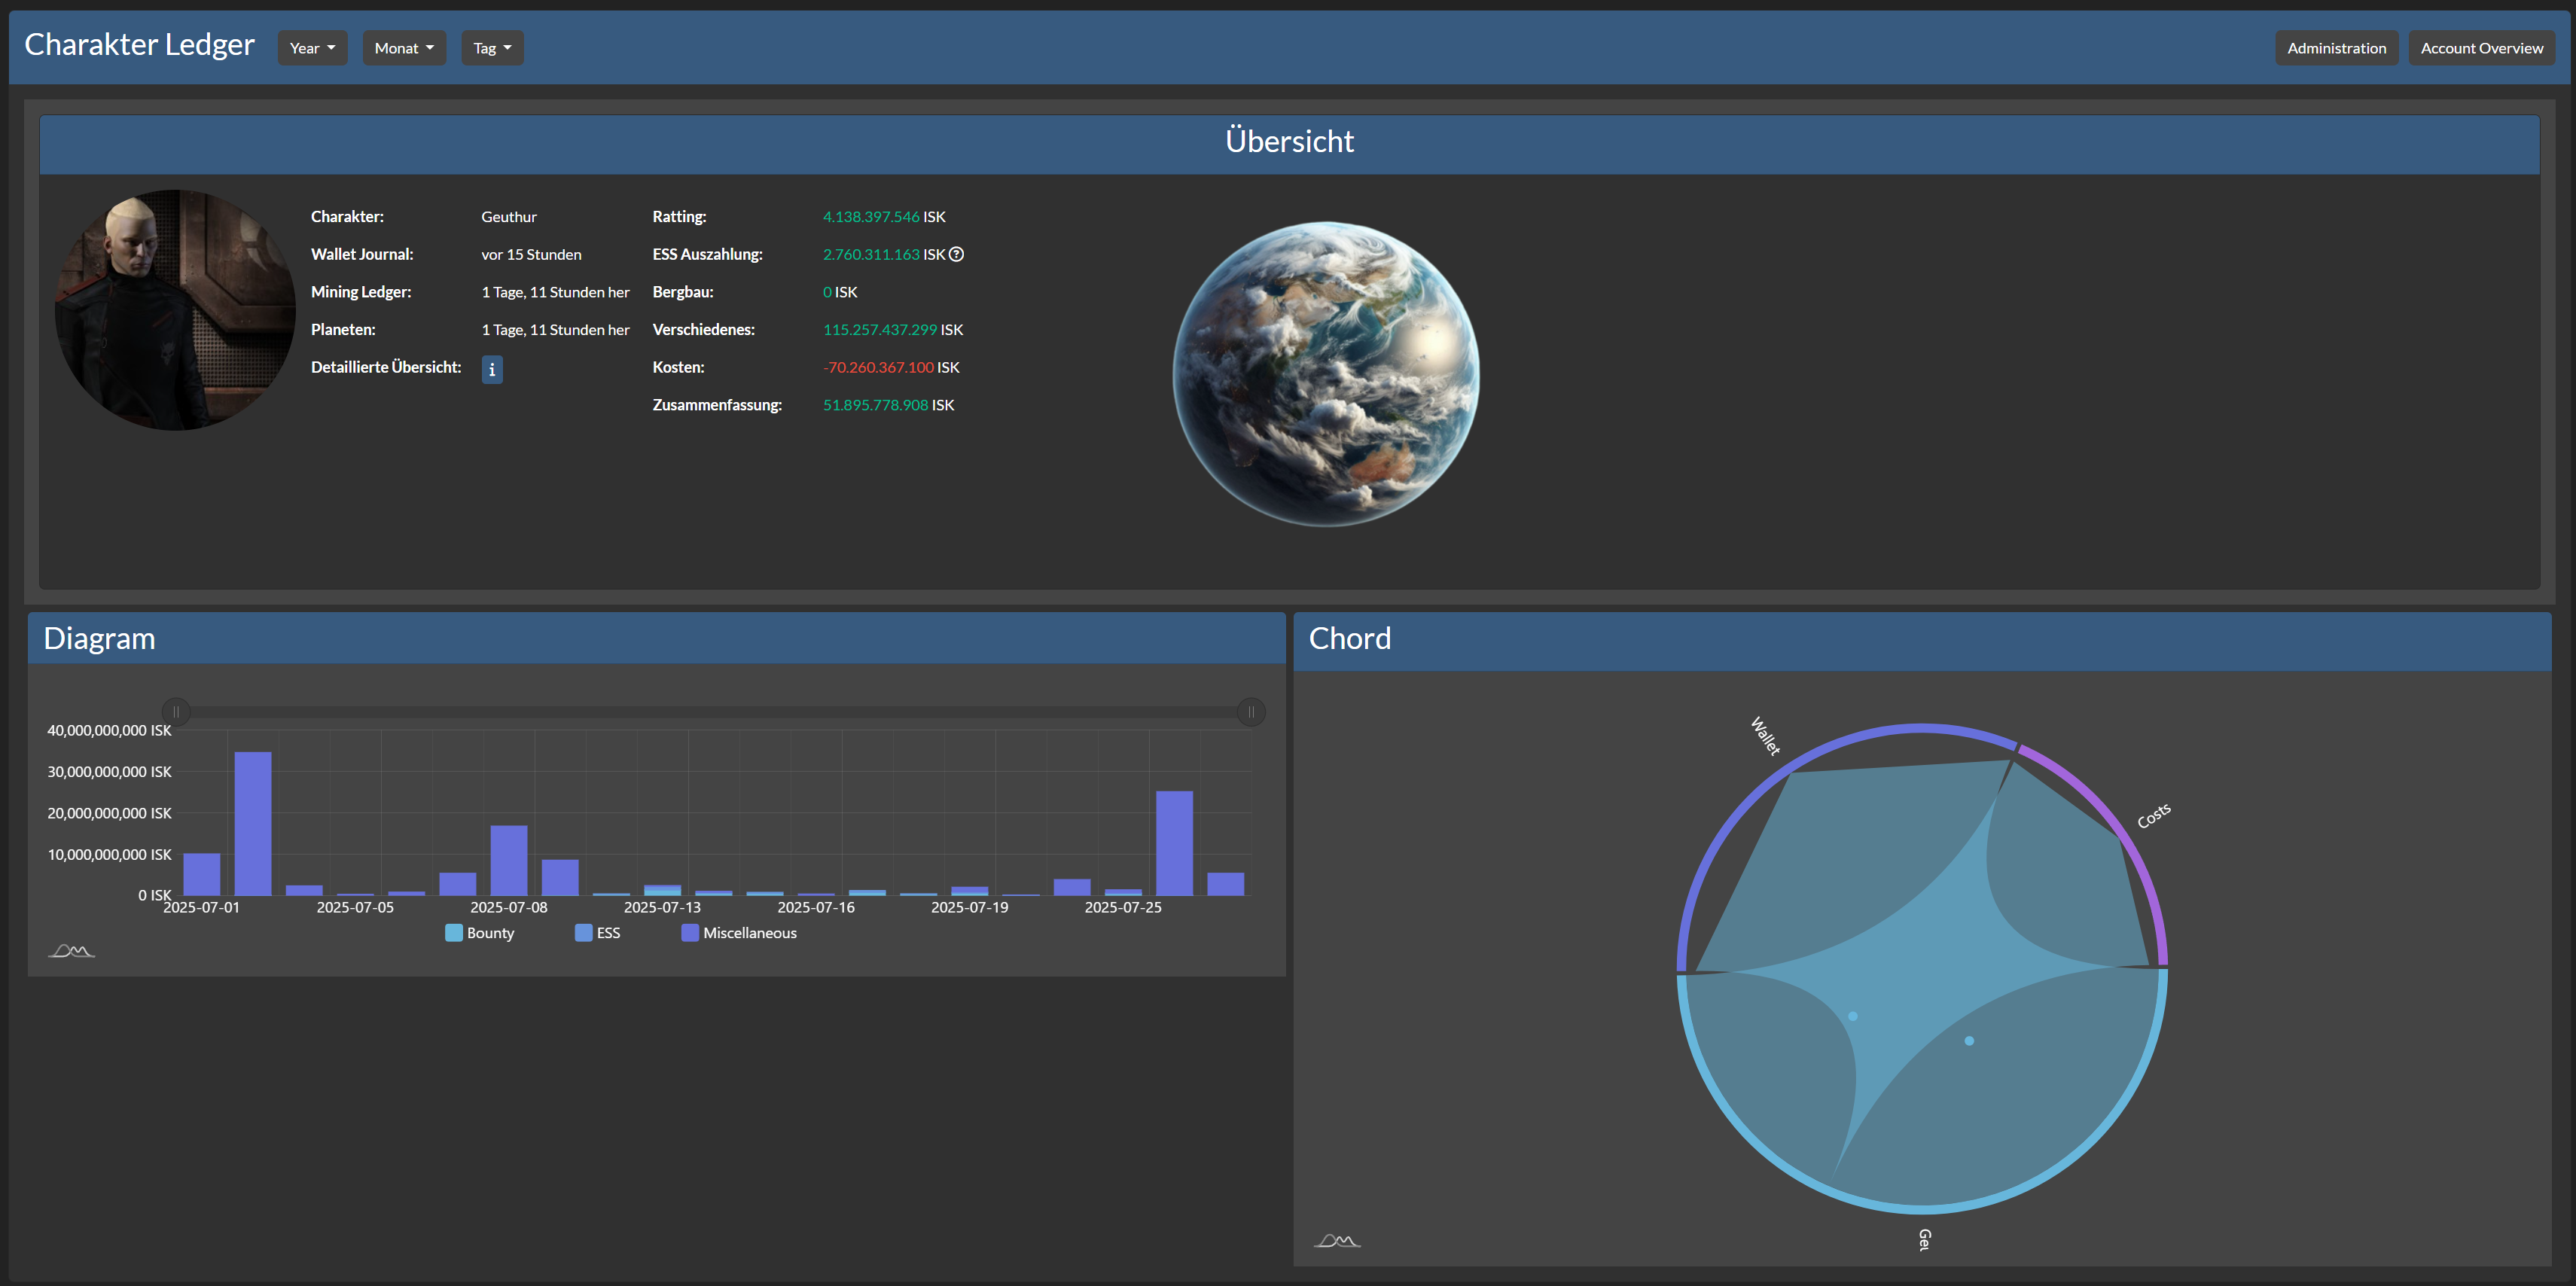 Charakter Ledger Year Monat Tag Administration Account Overview
Übersicht
Charakter: Geuthur Ratting: 4.138.397.546 ISK
Wallet Journal: vor 15 Stunden ESS Auszahlung: 2.760.311.163 ISK
Mining Ledger: 1 Tage, 11 Stunden her Bergbau: 0 ISK
Planeten: 1 Tage, 11 Stunden her Verschiedenes: 115.257.437.299 ISK
Detaillierte Übersicht: i Kosten: -70.260.367.100 ISK
Zusammenfassung: 51.895.778.908 ISK
Diagram
40,000,000,000 ISK
30,000,000,000 ISK
20,000,000,000 ISK
10,000,000,000 ISK
0 ISK
2025-07-01 2025-07-05 2025-07-08 2025-07-13 2025-07-16 2025-07-19 2025-07-25
Bounty ESS Miscellaneous
Chord
Wallet
Costs